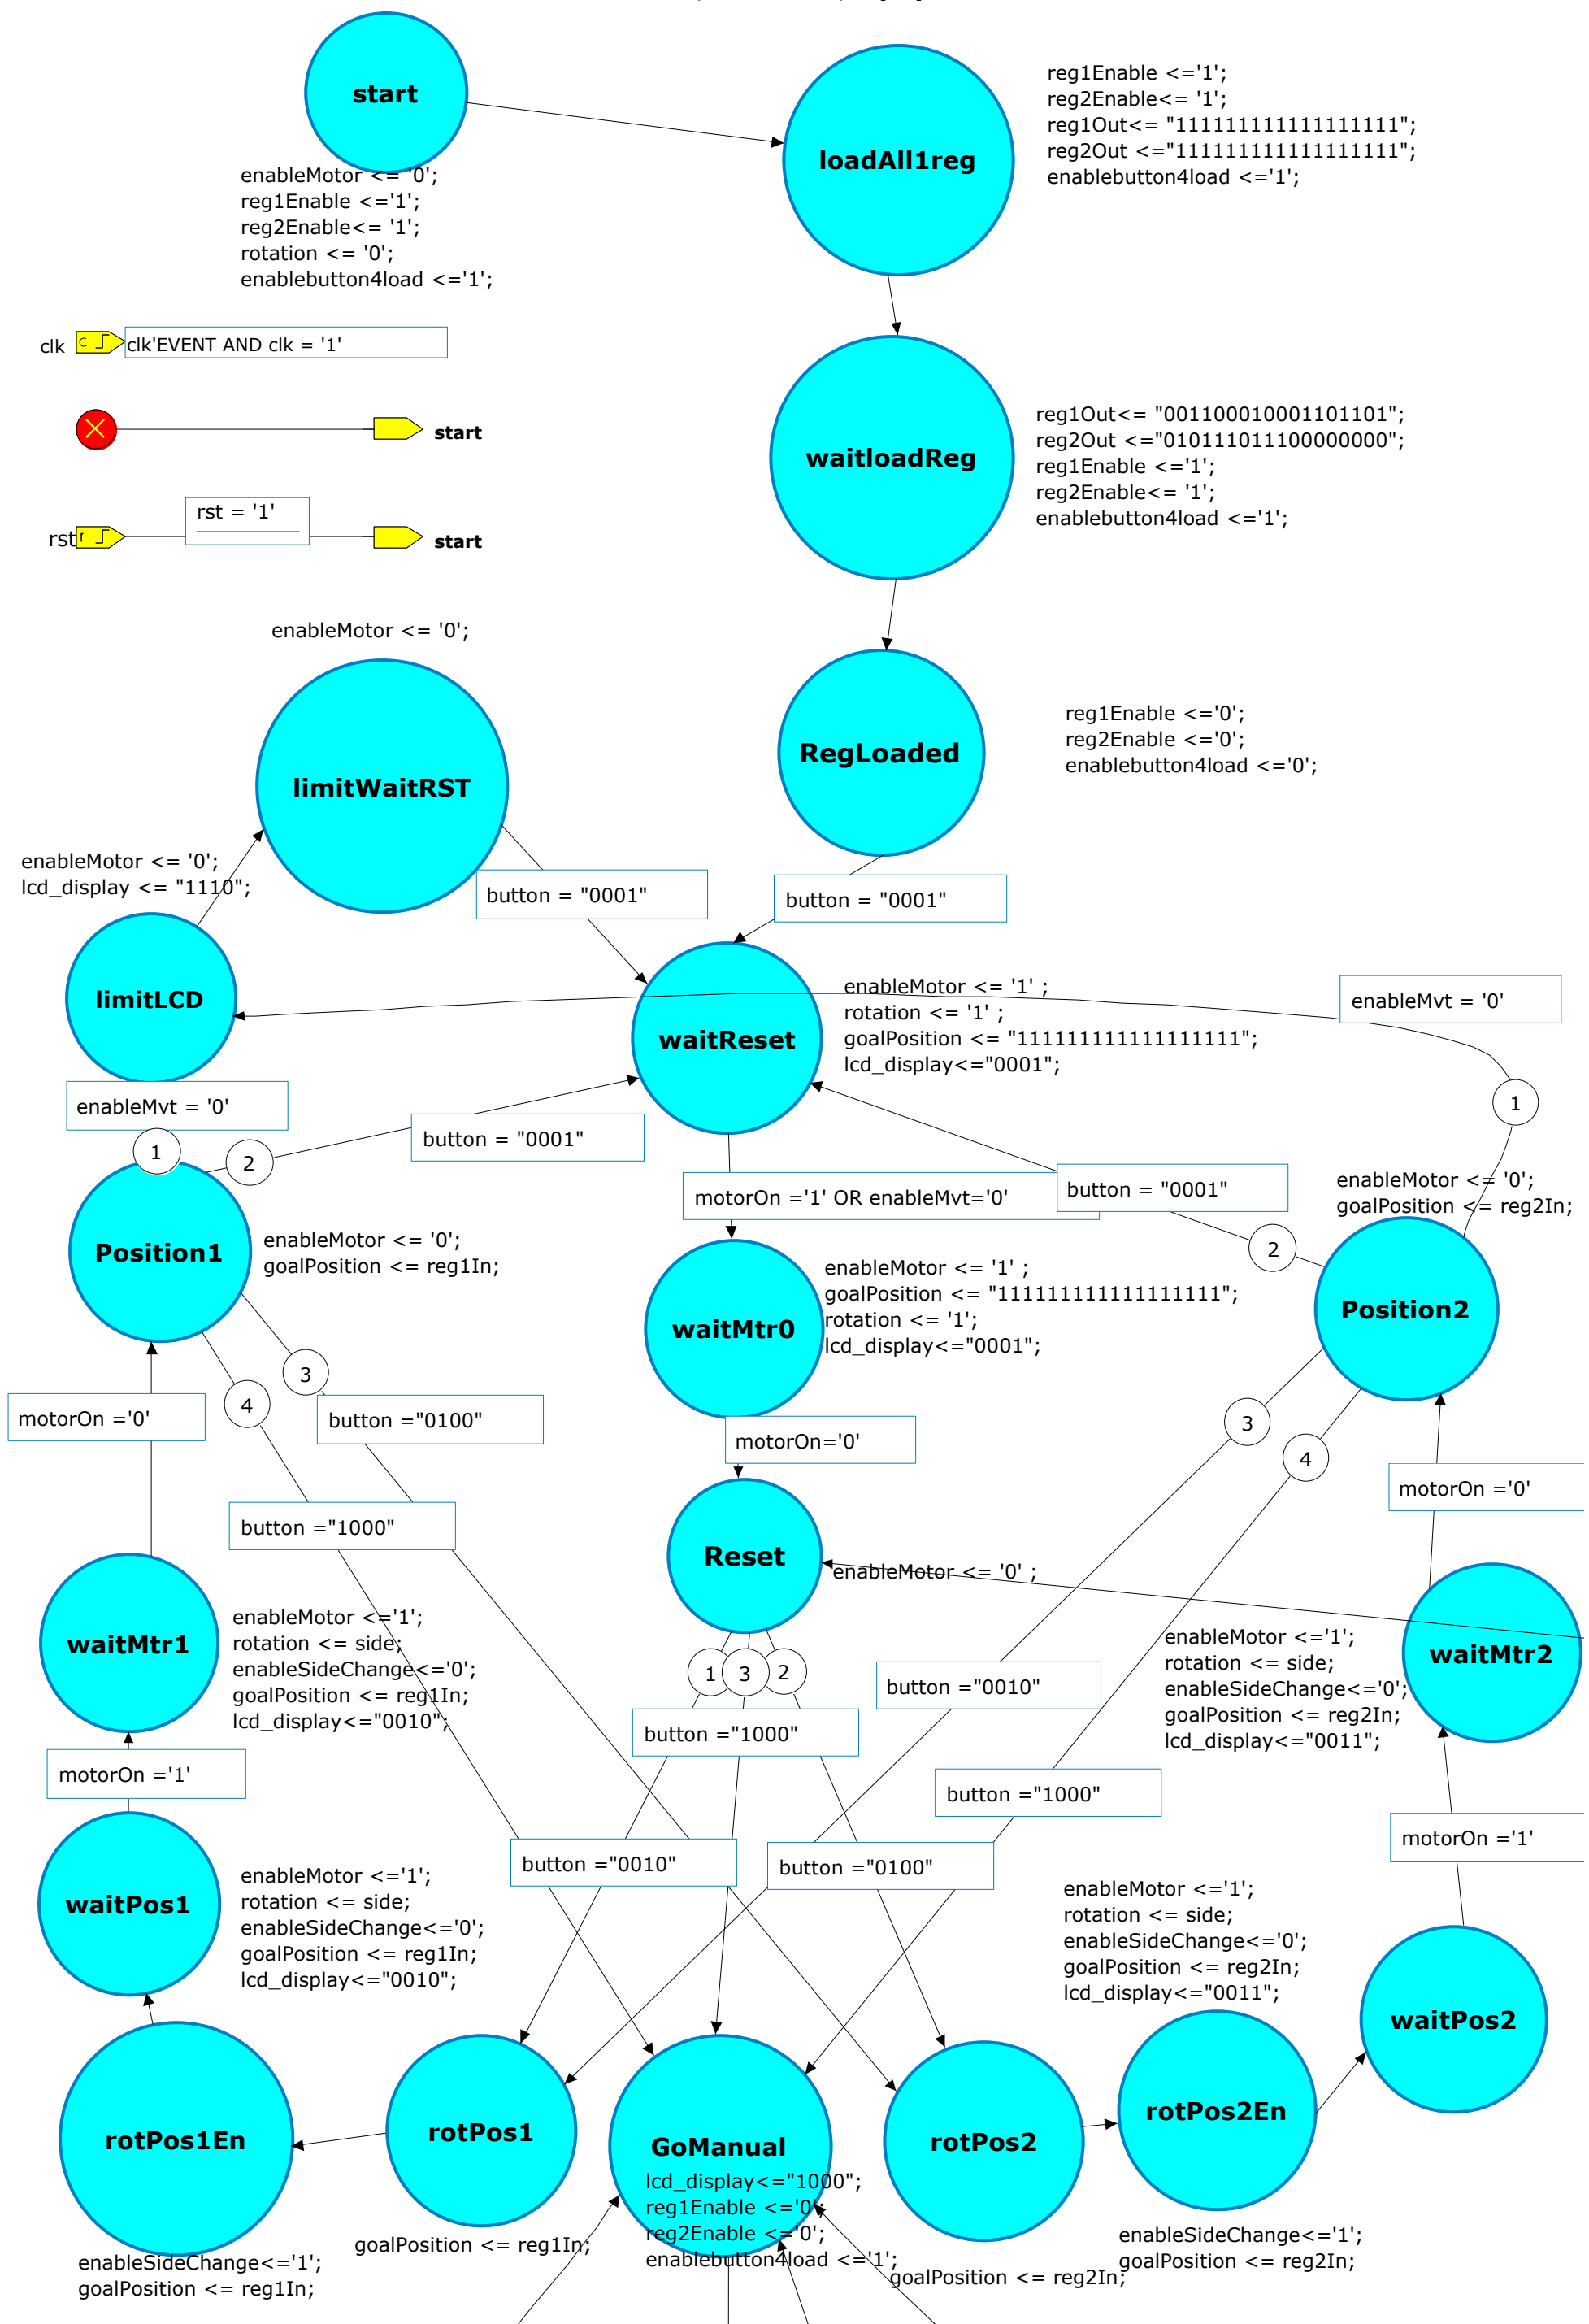 start
enableMotor <= '0';
reg1Enable <='1';
reg2Enable<= '1';
rotation <= '0';
enablebutton4load <='1';
loadAll1reg
reg1Enable <='1';
reg2Enable<= '1';
reg1Out<= "111111111111111111";
reg2Out <="111111111111111111";
enablebutton4load <='1';
clk
clk'EVENT AND clk = '1'
start
rst
rst = '1'
start
waitloadReg
reg1Out<= "001100010001101101";
reg2Out <="010111011100000000";
reg1Enable <='1';
reg2Enable<= '1';
enablebutton4load <='1';
enableMotor <= '0';
limitWaitRST
RegLoaded
reg1Enable <='0';
reg2Enable <='0';
enablebutton4load <='0';
enableMotor <= '0';
lcd_display <= "1110";
limitLCD
button = "0001"
button = "0001"
waitReset
enableMotor <= '1' ;
rotation <= '1' ;
goalPosition <= "111111111111111111";
lcd_display<="0001";
enableMvt = '0'
1
enableMvt = '0'
1
2
button = "0001"
motorOn ='1' OR enableMvt='0'
button = "0001"
2
enableMotor <= '0';
goalPosition <= reg2In;
Position1
enableMotor <= '0';
goalPosition <= reg1In;
waitMtr0
enableMotor <= '1' ;
goalPosition <= "111111111111111111";
rotation <= '1';
lcd_display<="0001";
Position2
3
4
button ="0100"
motorOn ='0'
motorOn='0'
3
4
motorOn ='0'
button ="1000"
Reset
enableMotor <= '0' ;
waitMtr1
enableMotor <='1';
rotation <= side;
enableSideChange<='0';
goalPosition <= reg1In;
lcd_display<="0010";
1
3
2
button ="1000"
button ="0010"
enableMotor <='1';
rotation <= side;
enableSideChange<='0';
goalPosition <= reg2In;
lcd_display<="0011";
waitMtr2
motorOn ='1'
button ="1000"
motorOn ='1'
button ="0010"
button ="0100"
waitPos1
enableMotor <='1';
rotation <= side;
enableSideChange<='0';
goalPosition <= reg1In;
lcd_display<="0010";
enableMotor <='1';
rotation <= side;
enableSideChange<='0';
goalPosition <= reg2In;
lcd_display<="0011";
waitPos2
rotPos1En
rotPos1
GoManual
rotPos2
rotPos2En
lcd_display<="1000";
reg1Enable <='0';
reg2Enable <='0';
enablebutton4load <='1';
enableSideChange<='1';
goalPosition <= reg1In;
goalPosition <= reg1In;
goalPosition <= reg2In;
enableSideChange<='1';
goalPosition <= reg2In;